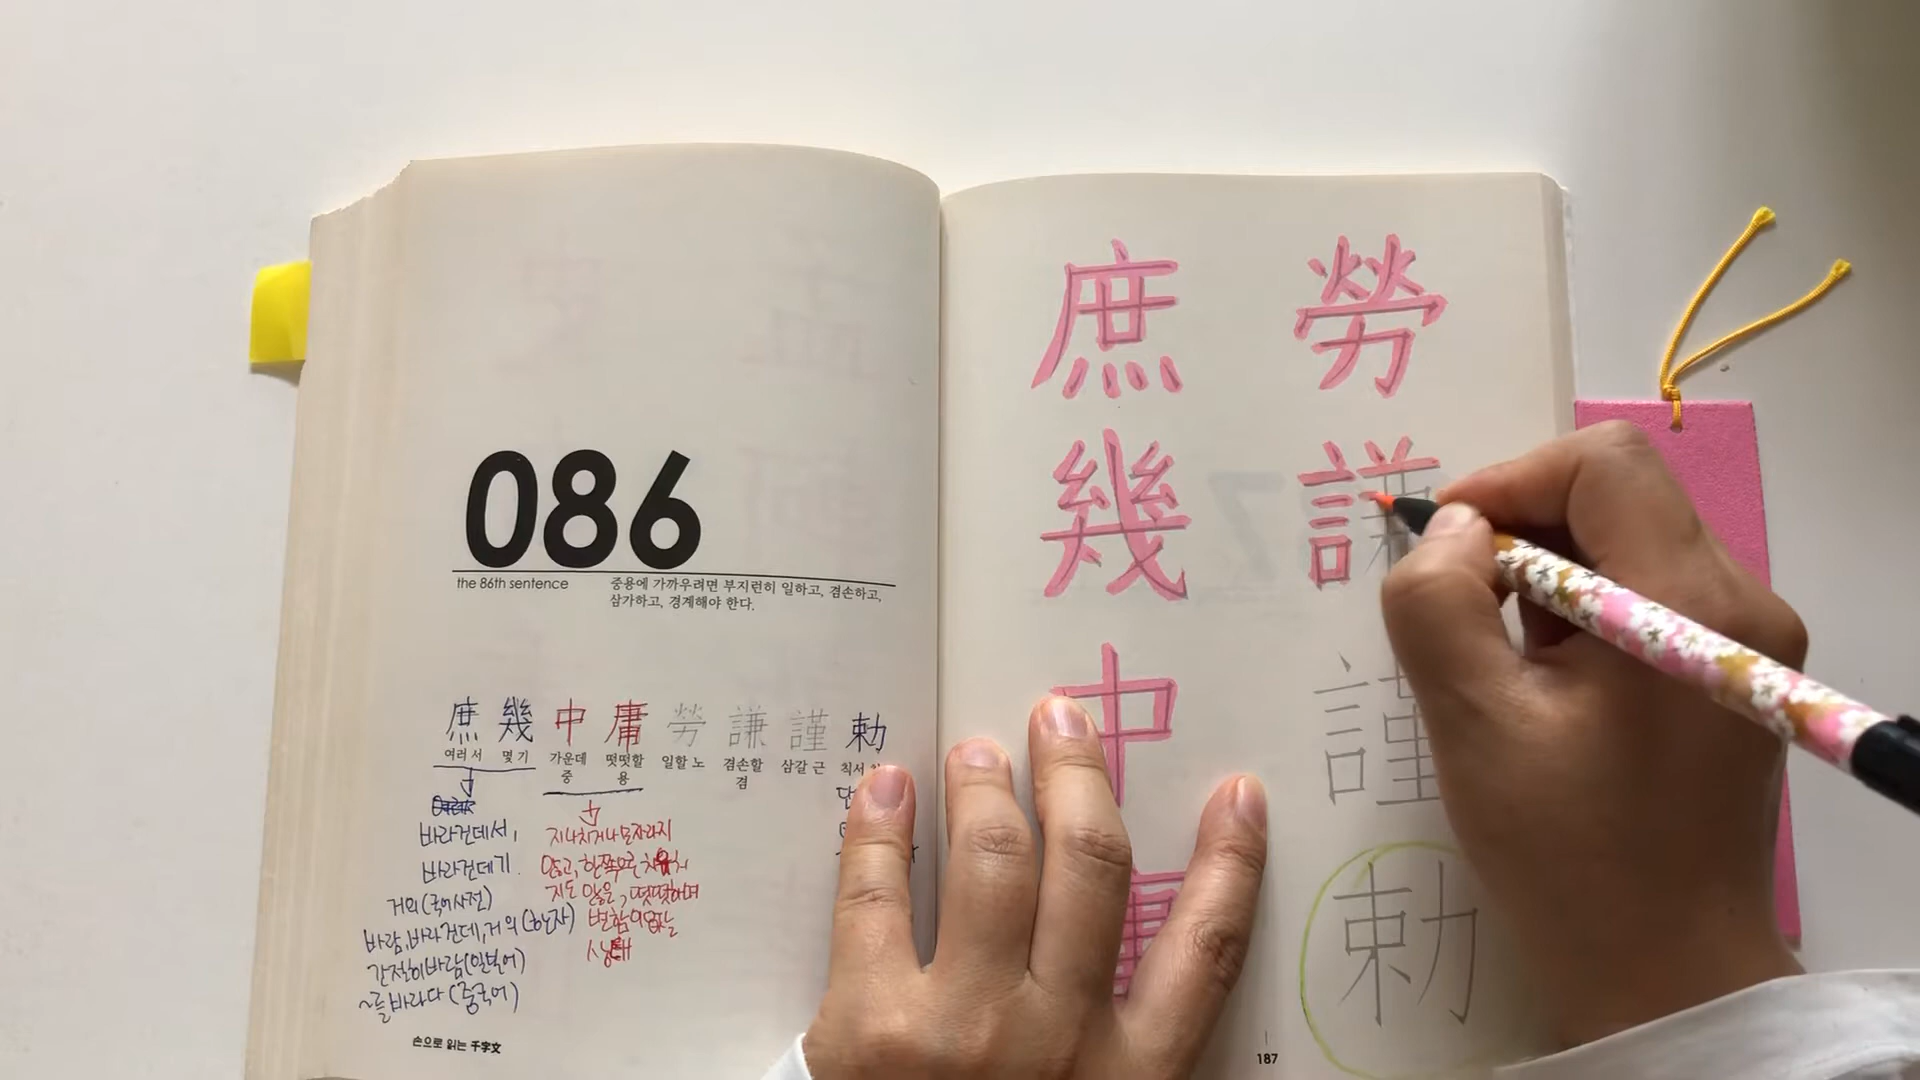 086
the 86th sentence
중용에 가까우려면 부지런히 일하고, 겸손하고,
삼가하고, 경계해야 한다.
庶 幾 中 庸 勞 謙 謹 勅
여러 서 몇 기 가운데 중 떳떳할 용 일할 노 겸손할 겸 삼갈 근 칙서
바라건데서,
바라건데기.
거의(국어사전)
바람,바라건데,거의(한자)
간절히바람(일본어)
~를바라다(중국어)
지나치거나모자라지
않고,한쪽으로치우치
지도 않은,떳떳하며
변함이없는
상태
손으로 읽는 千字文
庶
幾
中
庸
勞
謙
謹
勅
187